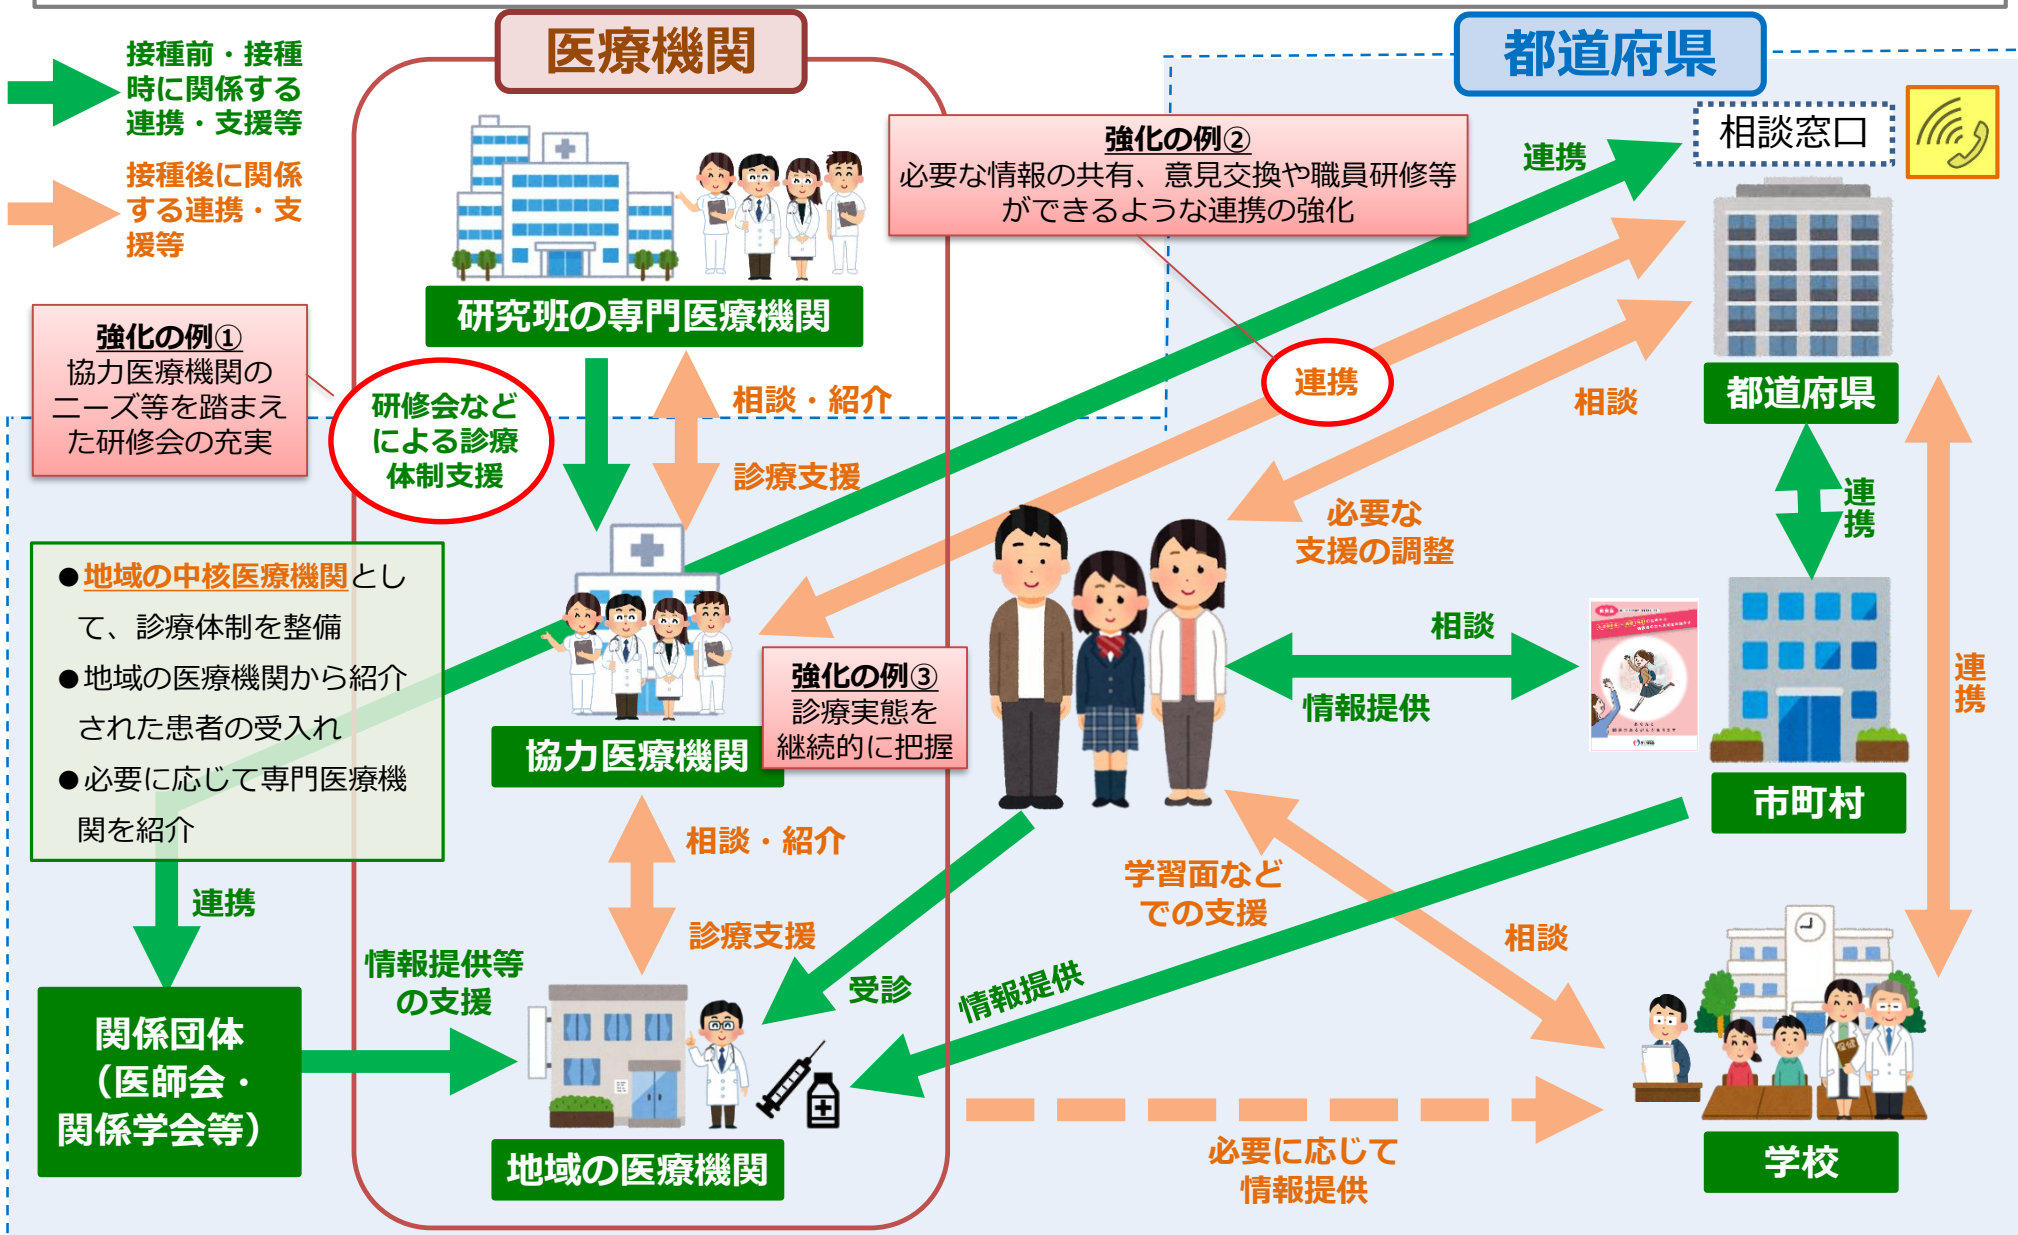 医療機関
都道府県
接種前・接種
時に関係する
連携・支援等
接種後に関係
する連携・支
援等
強化の例②
必要な情報の共有、意見交換や職員研修等
ができるような連携の強化
連携
相談窓口
研究班の専門医療機関
強化の例①
協力医療機関の
ニーズ等を踏まえ
た研修会の充実
研修会など
による診療
体制支援
相談・紹介
診療支援
連携
相談
都道府県
必要な
支援の調整
連携
●地域の中核医療機関とし
て、診療体制を整備
●地域の医療機関から紹介
された患者の受入れ
●必要に応じて専門医療機
関を紹介
協力医療機関
強化の例③
診療実態を
継続的に把握
相談
情報提供
市町村
連携
連携
相談・紹介
診療支援
学習面など
での支援
相談
情報提供等
の支援
受診
情報提供
関係団体
（医師会・
関係学会等）
地域の医療機関
必要に応じて
情報提供
保健
学校